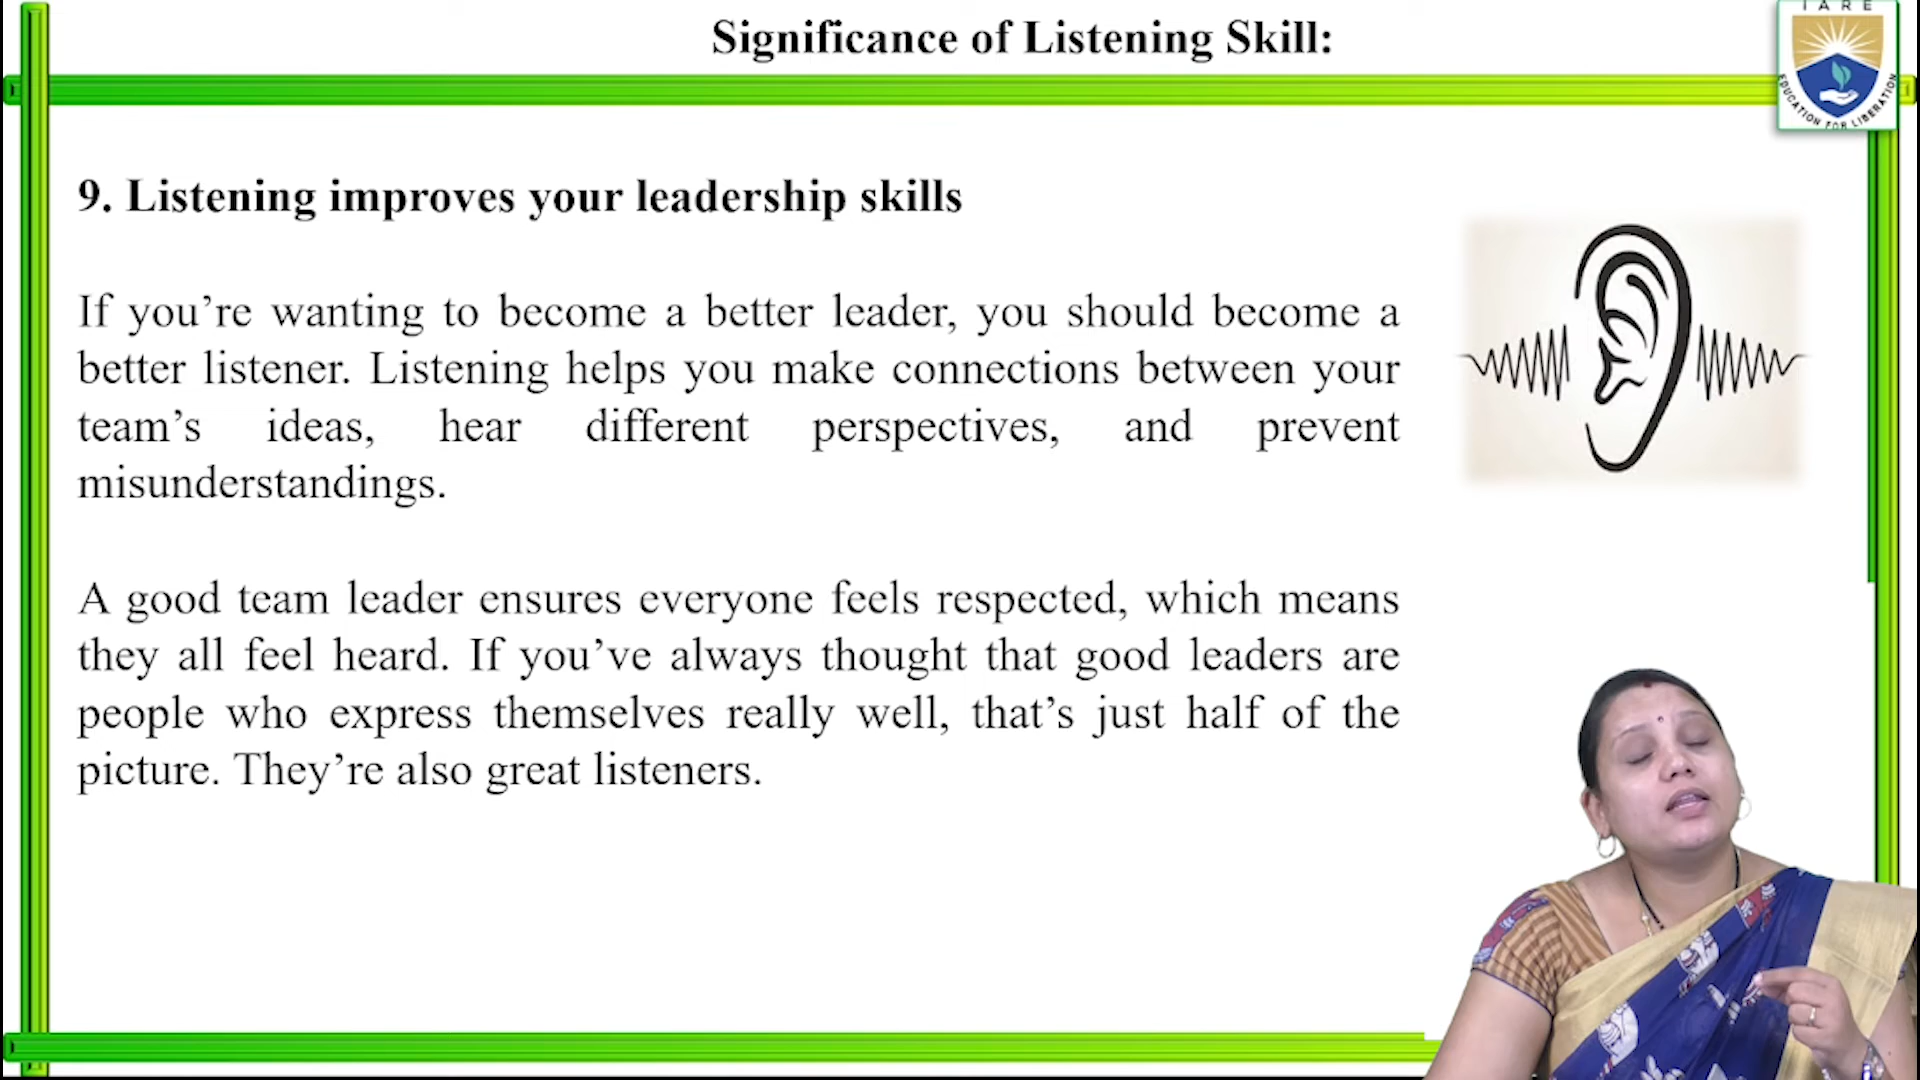 Significance of Listening Skill:
IARE
EDUCATION FOR LIBERATION
9. Listening improves your leadership skills
If you’re wanting to become a better leader, you should become a
better listener. Listening helps you make connections between your
team’s ideas, hear different perspectives, and prevent
misunderstandings.
A good team leader ensures everyone feels respected, which means
they all feel heard. If you’ve always thought that good leaders are
people who express themselves really well, that’s just half of the
picture. They’re also great listeners.